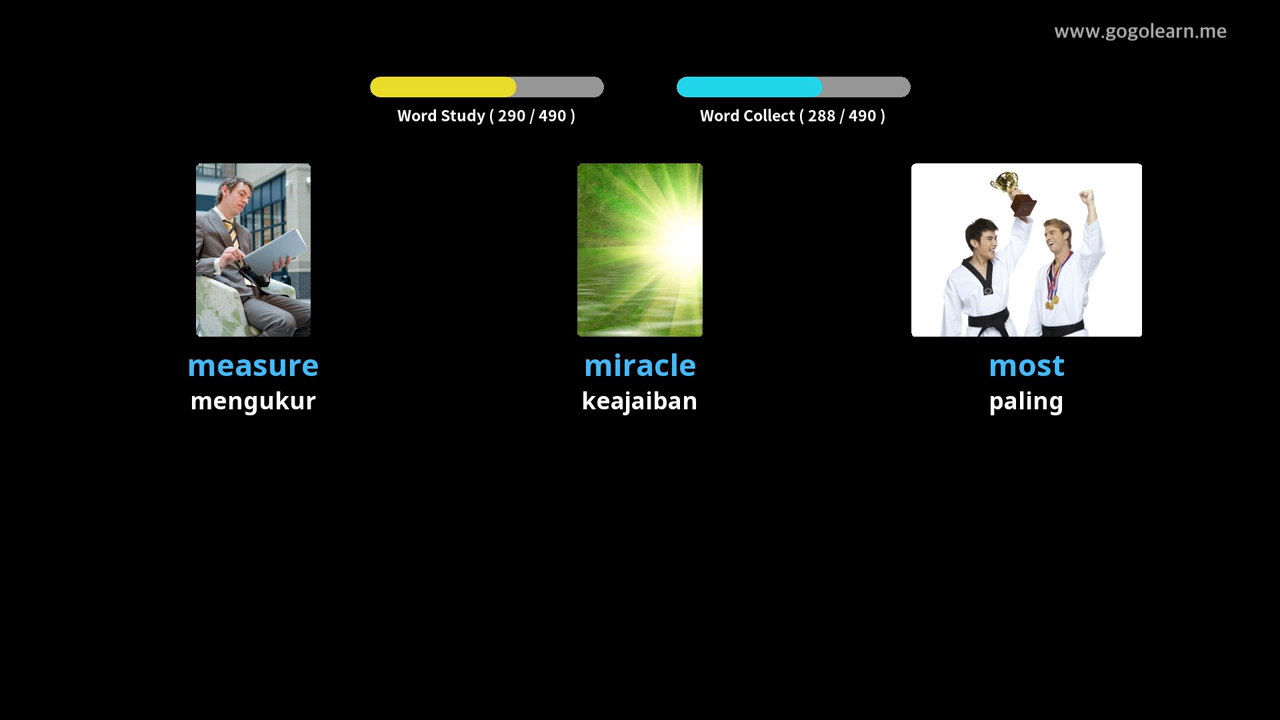 www.gogolearn.me
Word Study ( 290 / 490 )
Word Collect ( 288 / 490 )
measure
mengukur
miracle
keajaiban
most
paling